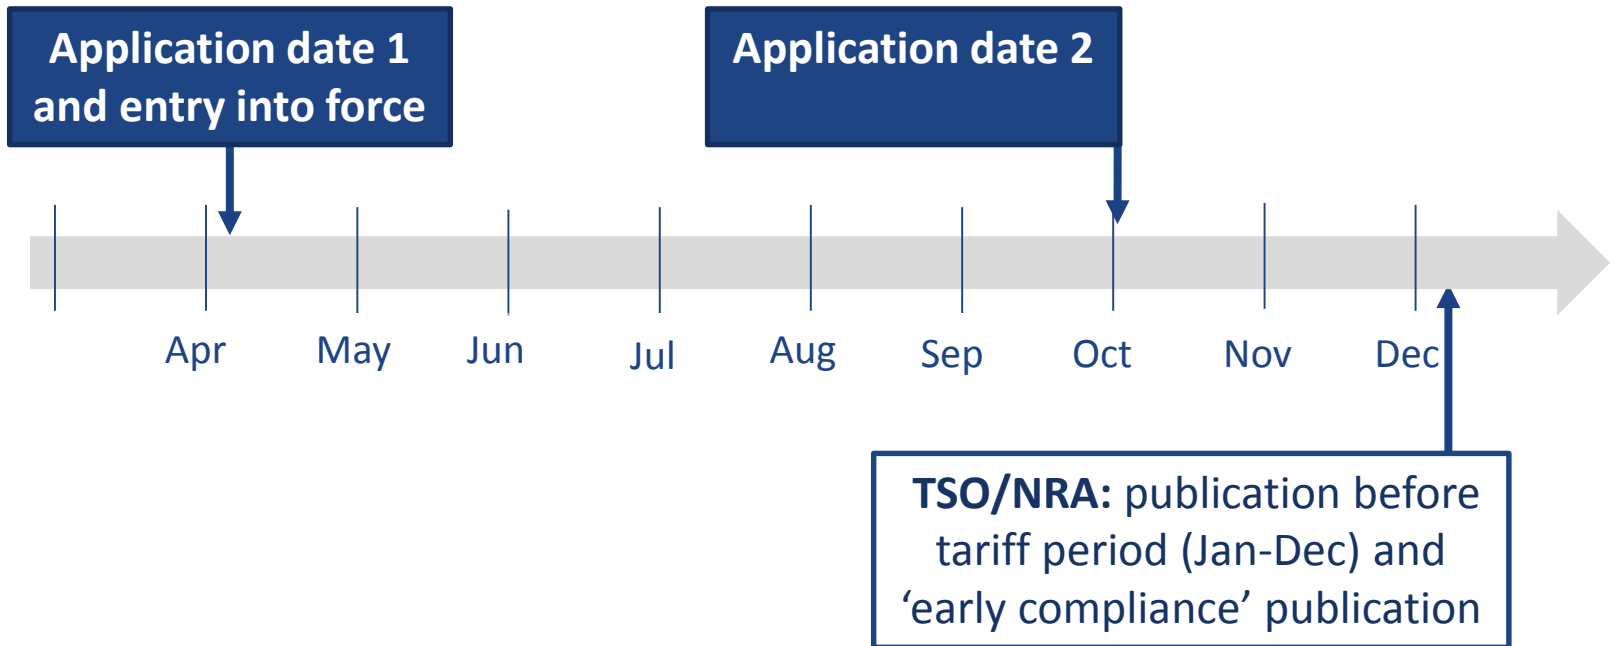 Application date 1
and entry into force
Application date 2
Apr
May
Jun
Jul
Aug
Sep
Oct
Nov
Dec
TSO/NRA: publication before
tariff period (Jan-Dec) and
‘early compliance’ publication